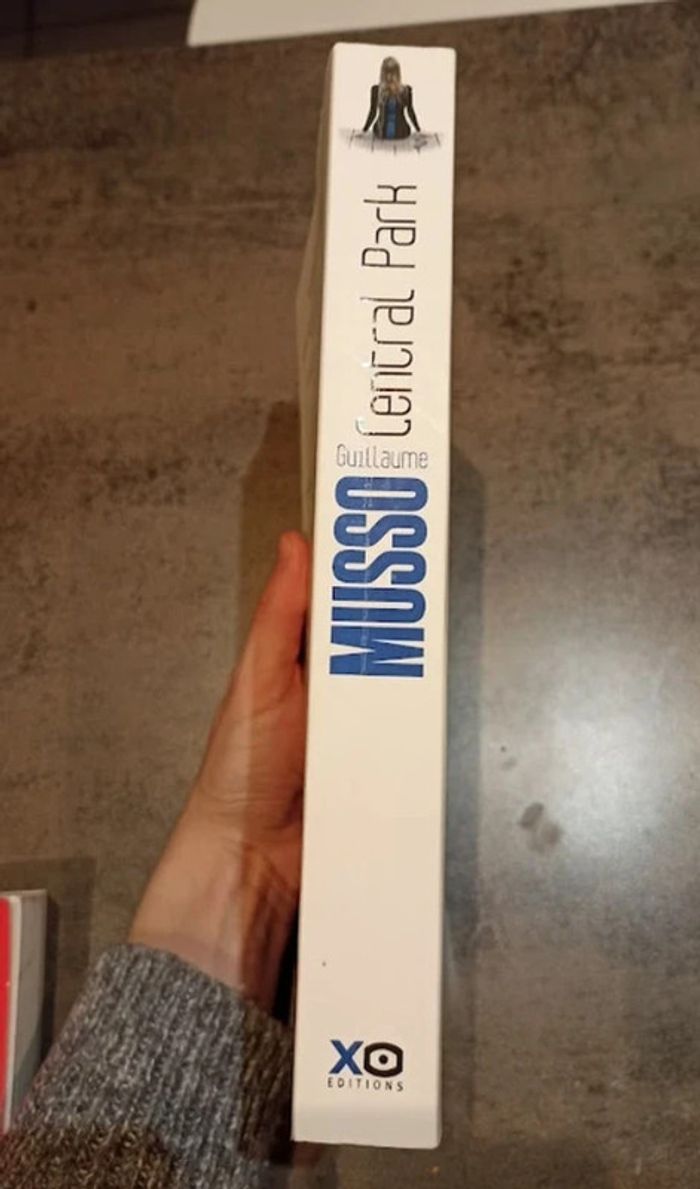 Central Park
Guillaume
MUSSO
XO
EDITIONS